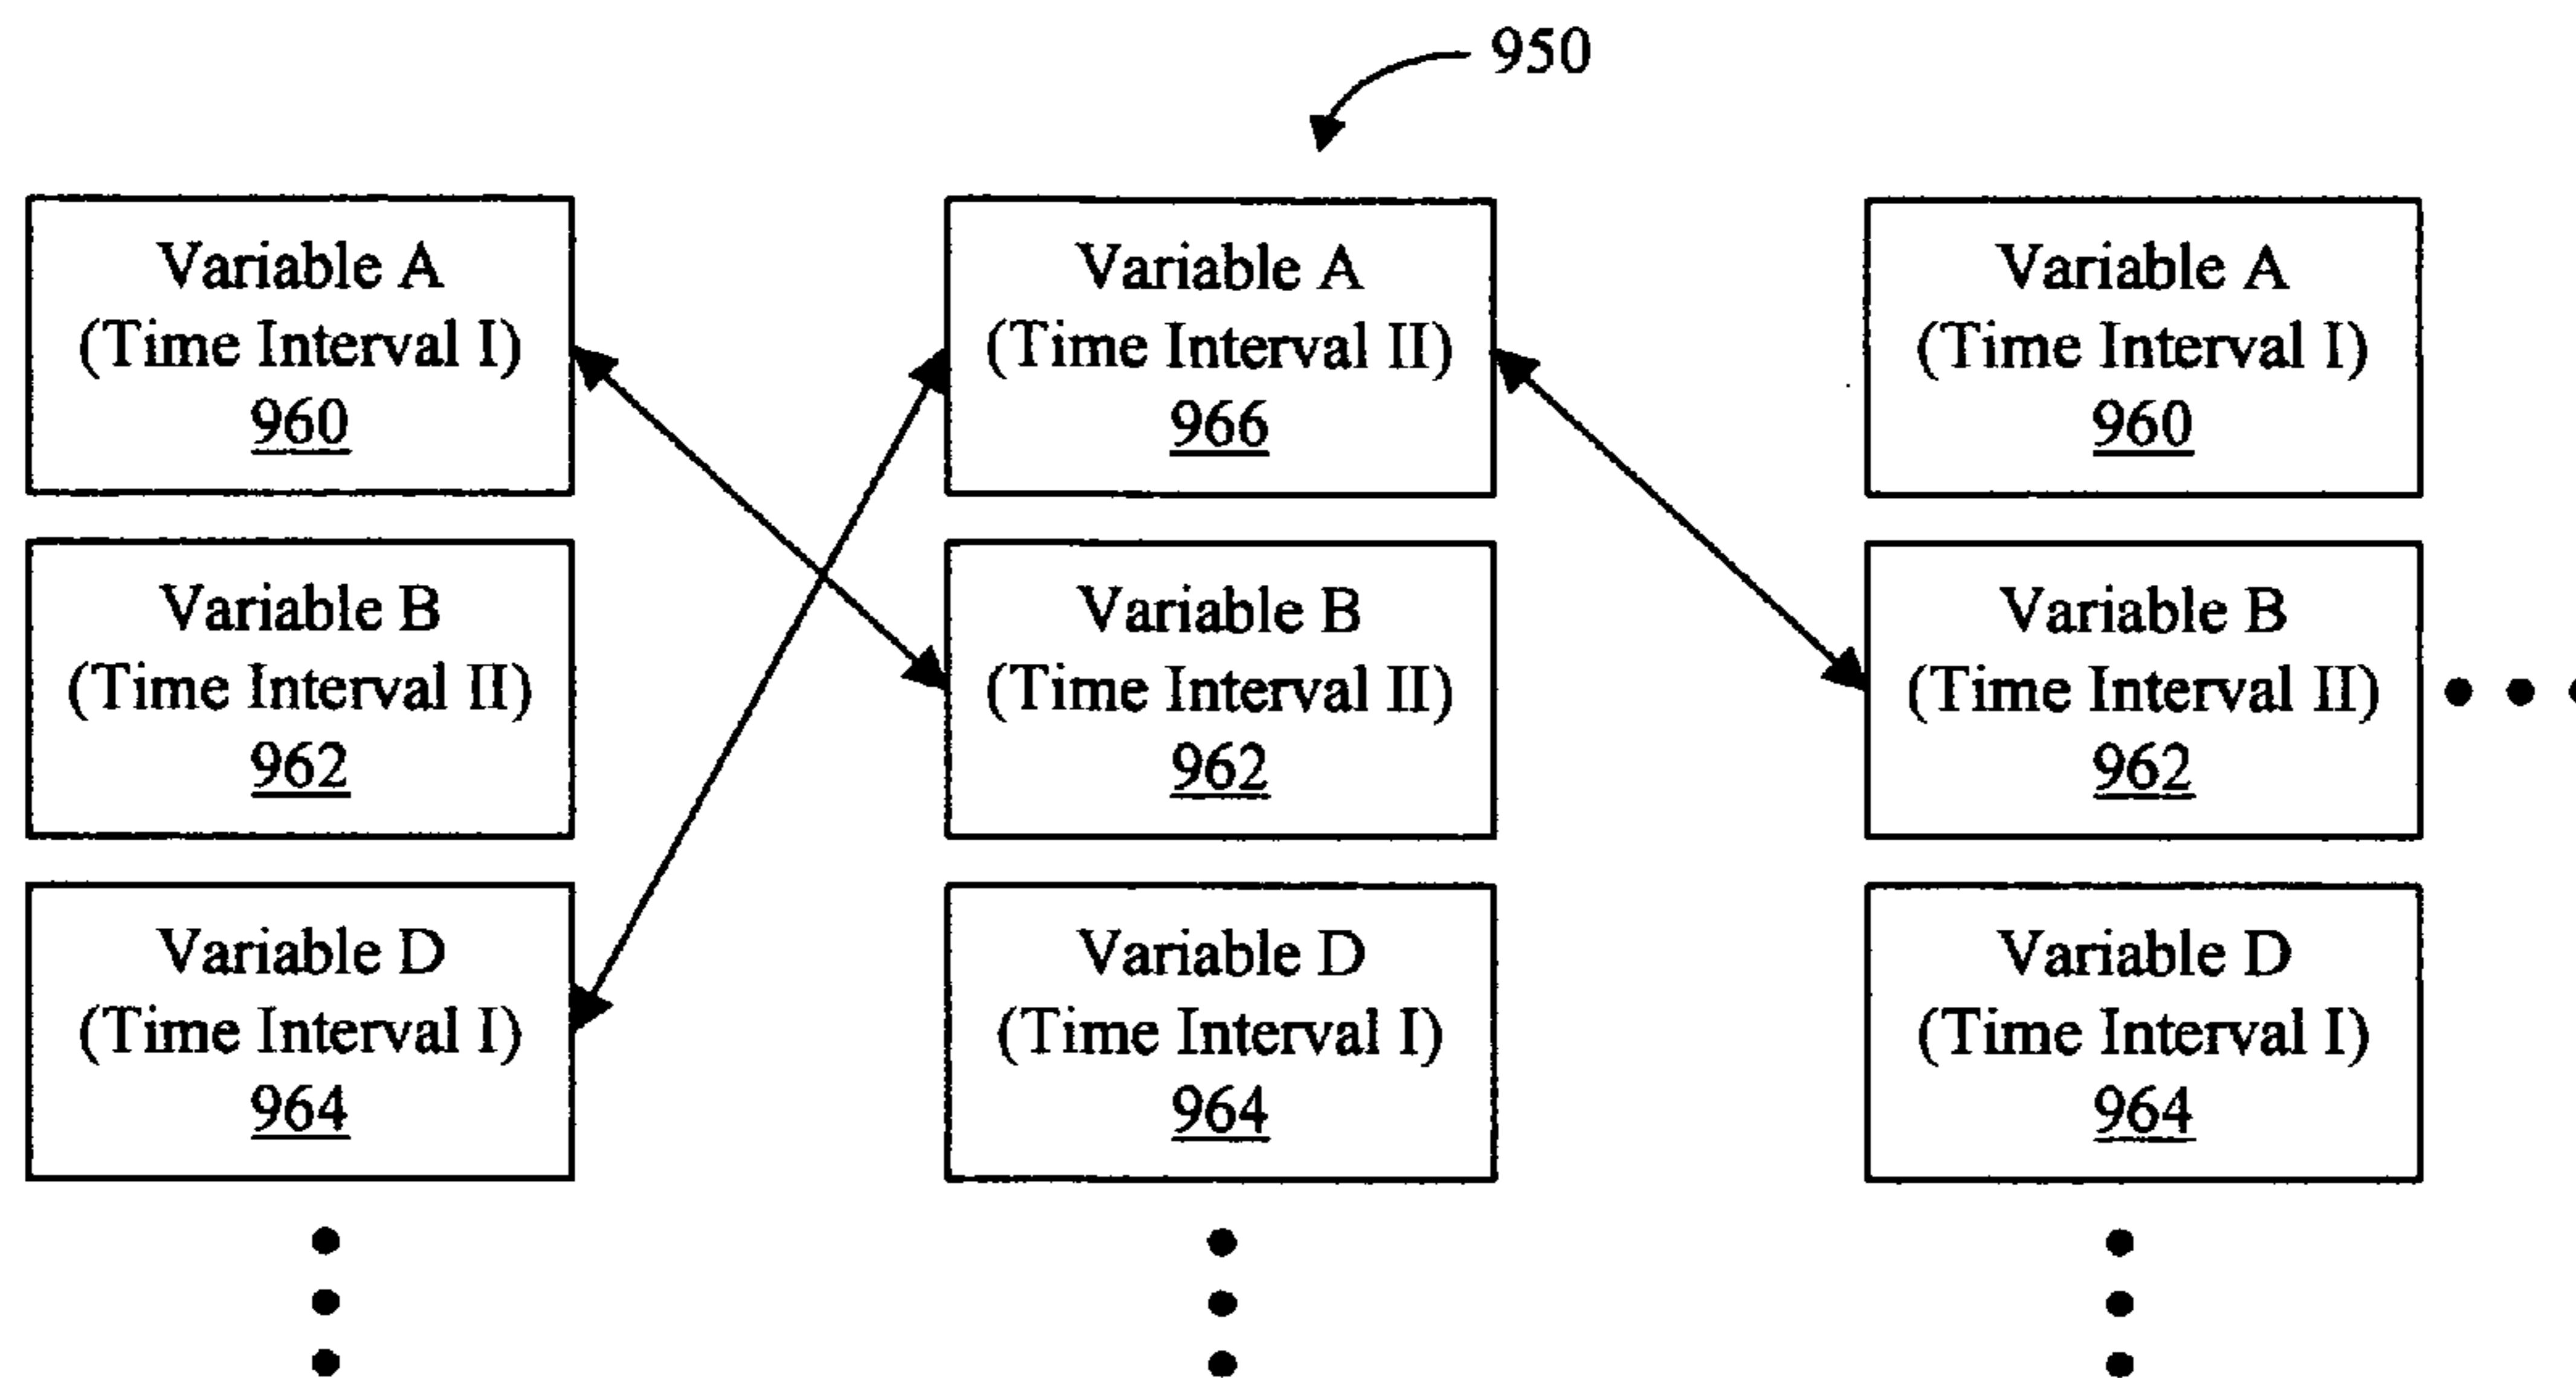 950
Variable A
(Time Interval I)
960
Variable A
(Time Interval II)
966
Variable A
(Time Interval I)
960
Variable B
(Time Interval II)
962
Variable B
(Time Interval II)
962
Variable B
(Time Interval II)
962
Variable D
(Time Interval I)
964
Variable D
(Time Interval I)
964
Variable D
(Time Interval I)
964